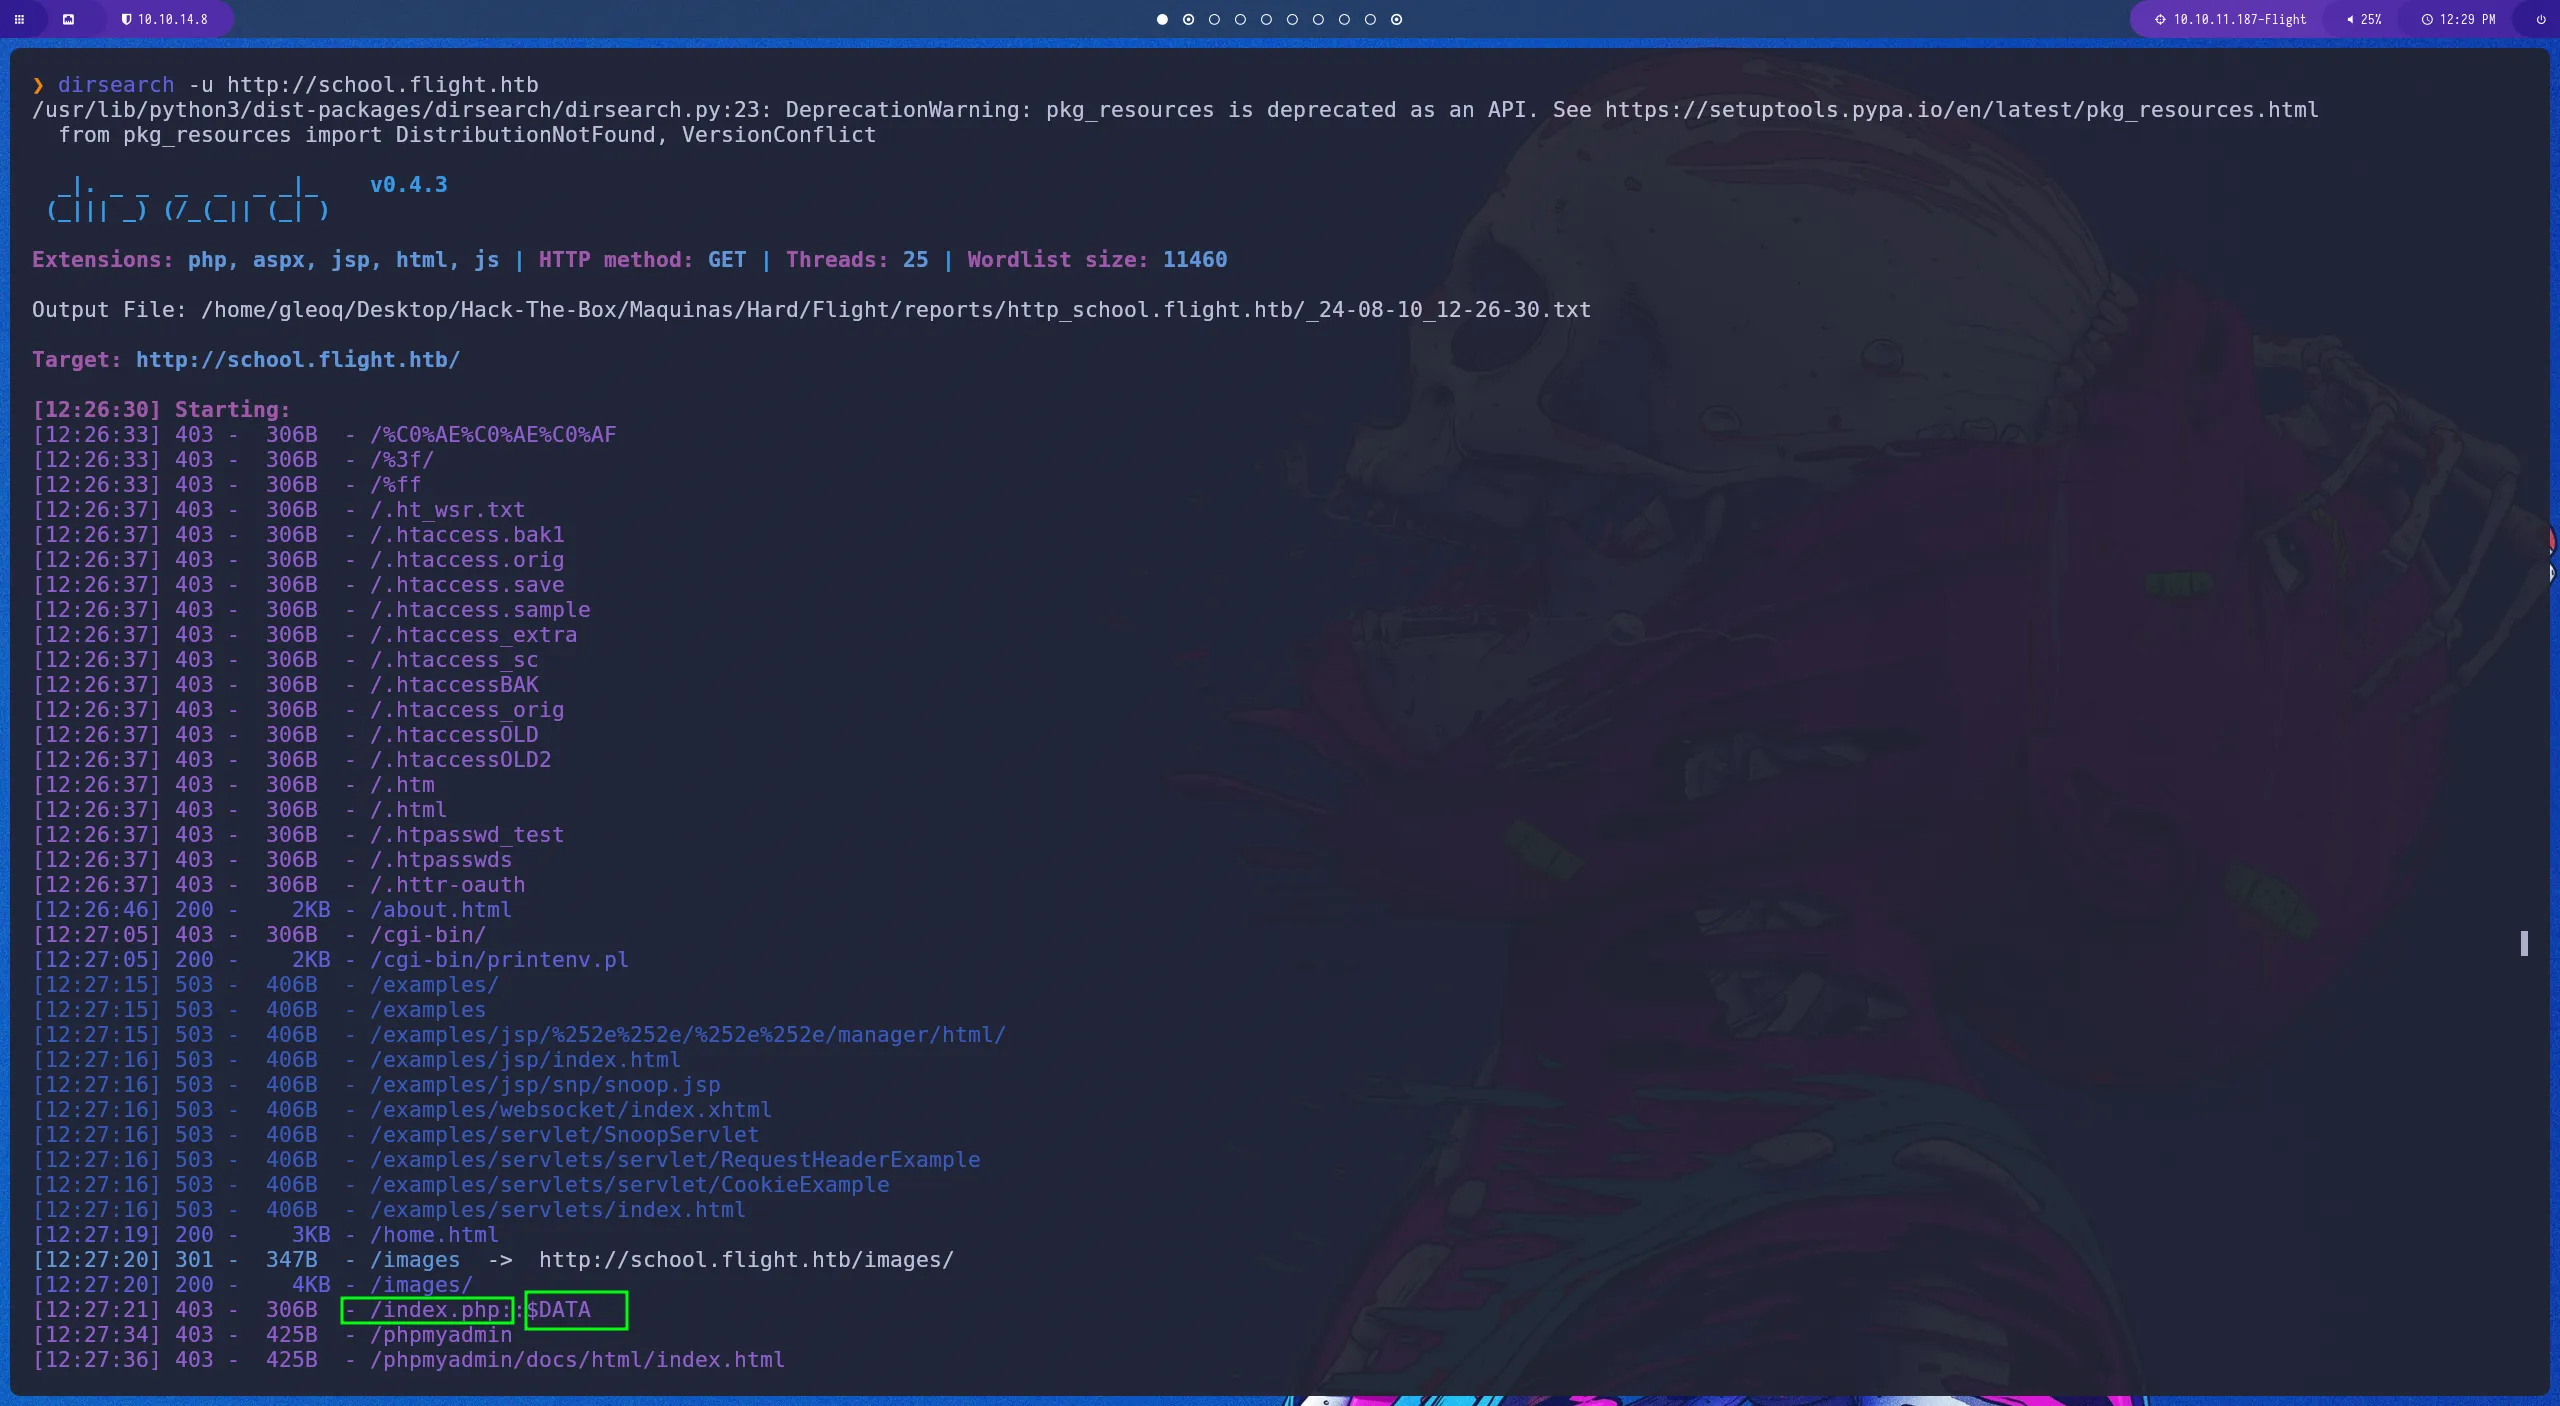 10.10.14.8
10.10.11.187-Flight 25% 12:29 PM
❯ dirsearch -u http://school.flight.htb
/usr/lib/python3/dist-packages/dirsearch/dirsearch.py:23: DeprecationWarning: pkg_resources is deprecated as an API. See https://setuptools.pypa.io/en/latest/pkg_resources.html
  from pkg_resources import DistributionNotFound, VersionConflict
  _|. _ _  _  _  _ _|_    v0.4.3
 (_||| _) (/_(_|| (_| )
Extensions: php, aspx, jsp, html, js | HTTP method: GET | Threads: 25 | Wordlist size: 11460
Output File: /home/gleoq/Desktop/Hack-The-Box/Maquinas/Hard/Flight/reports/http_school.flight.htb/_24-08-10_12-26-30.txt
Target: http://school.flight.htb/
[12:26:30] Starting:
[12:26:33] 403 -  306B  - /%C0%AE%C0%AE%C0%AF
[12:26:33] 403 -  306B  - /%3f/
[12:26:33] 403 -  306B  - /%ff
[12:26:37] 403 -  306B  - /.ht_wsr.txt
[12:26:37] 403 -  306B  - /.htaccess.bak1
[12:26:37] 403 -  306B  - /.htaccess.orig
[12:26:37] 403 -  306B  - /.htaccess.save
[12:26:37] 403 -  306B  - /.htaccess.sample
[12:26:37] 403 -  306B  - /.htaccess_extra
[12:26:37] 403 -  306B  - /.htaccess_sc
[12:26:37] 403 -  306B  - /.htaccessBAK
[12:26:37] 403 -  306B  - /.htaccess_orig
[12:26:37] 403 -  306B  - /.htaccessOLD
[12:26:37] 403 -  306B  - /.htaccessOLD2
[12:26:37] 403 -  306B  - /.htm
[12:26:37] 403 -  306B  - /.html
[12:26:37] 403 -  306B  - /.htpasswd_test
[12:26:37] 403 -  306B  - /.htpasswds
[12:26:37] 403 -  306B  - /.httr-oauth
[12:26:46] 200 -    2KB - /about.html
[12:27:05] 403 -  306B  - /cgi-bin/
[12:27:05] 200 -    2KB - /cgi-bin/printenv.pl
[12:27:15] 503 -  406B  - /examples/
[12:27:15] 503 -  406B  - /examples
[12:27:15] 503 -  406B  - /examples/jsp/%252e%252e/%252e%252e/manager/html/
[12:27:16] 503 -  406B  - /examples/jsp/index.html
[12:27:16] 503 -  406B  - /examples/jsp/snp/snoop.jsp
[12:27:16] 503 -  406B  - /examples/websocket/index.xhtml
[12:27:16] 503 -  406B  - /examples/servlet/SnoopServlet
[12:27:16] 503 -  406B  - /examples/servlets/servlet/RequestHeaderExample
[12:27:16] 503 -  406B  - /examples/servlets/servlet/CookieExample
[12:27:16] 503 -  406B  - /examples/servlets/index.html
[12:27:19] 200 -    3KB - /home.html
[12:27:20] 301 -  347B  - /images  ->  http://school.flight.htb/images/
[12:27:20] 200 -    4KB - /images/
[12:27:21] 403 -  306B  - /index.php::$DATA
[12:27:34] 403 -  425B  - /phpmyadmin
[12:27:36] 403 -  425B  - /phpmyadmin/docs/html/index.html